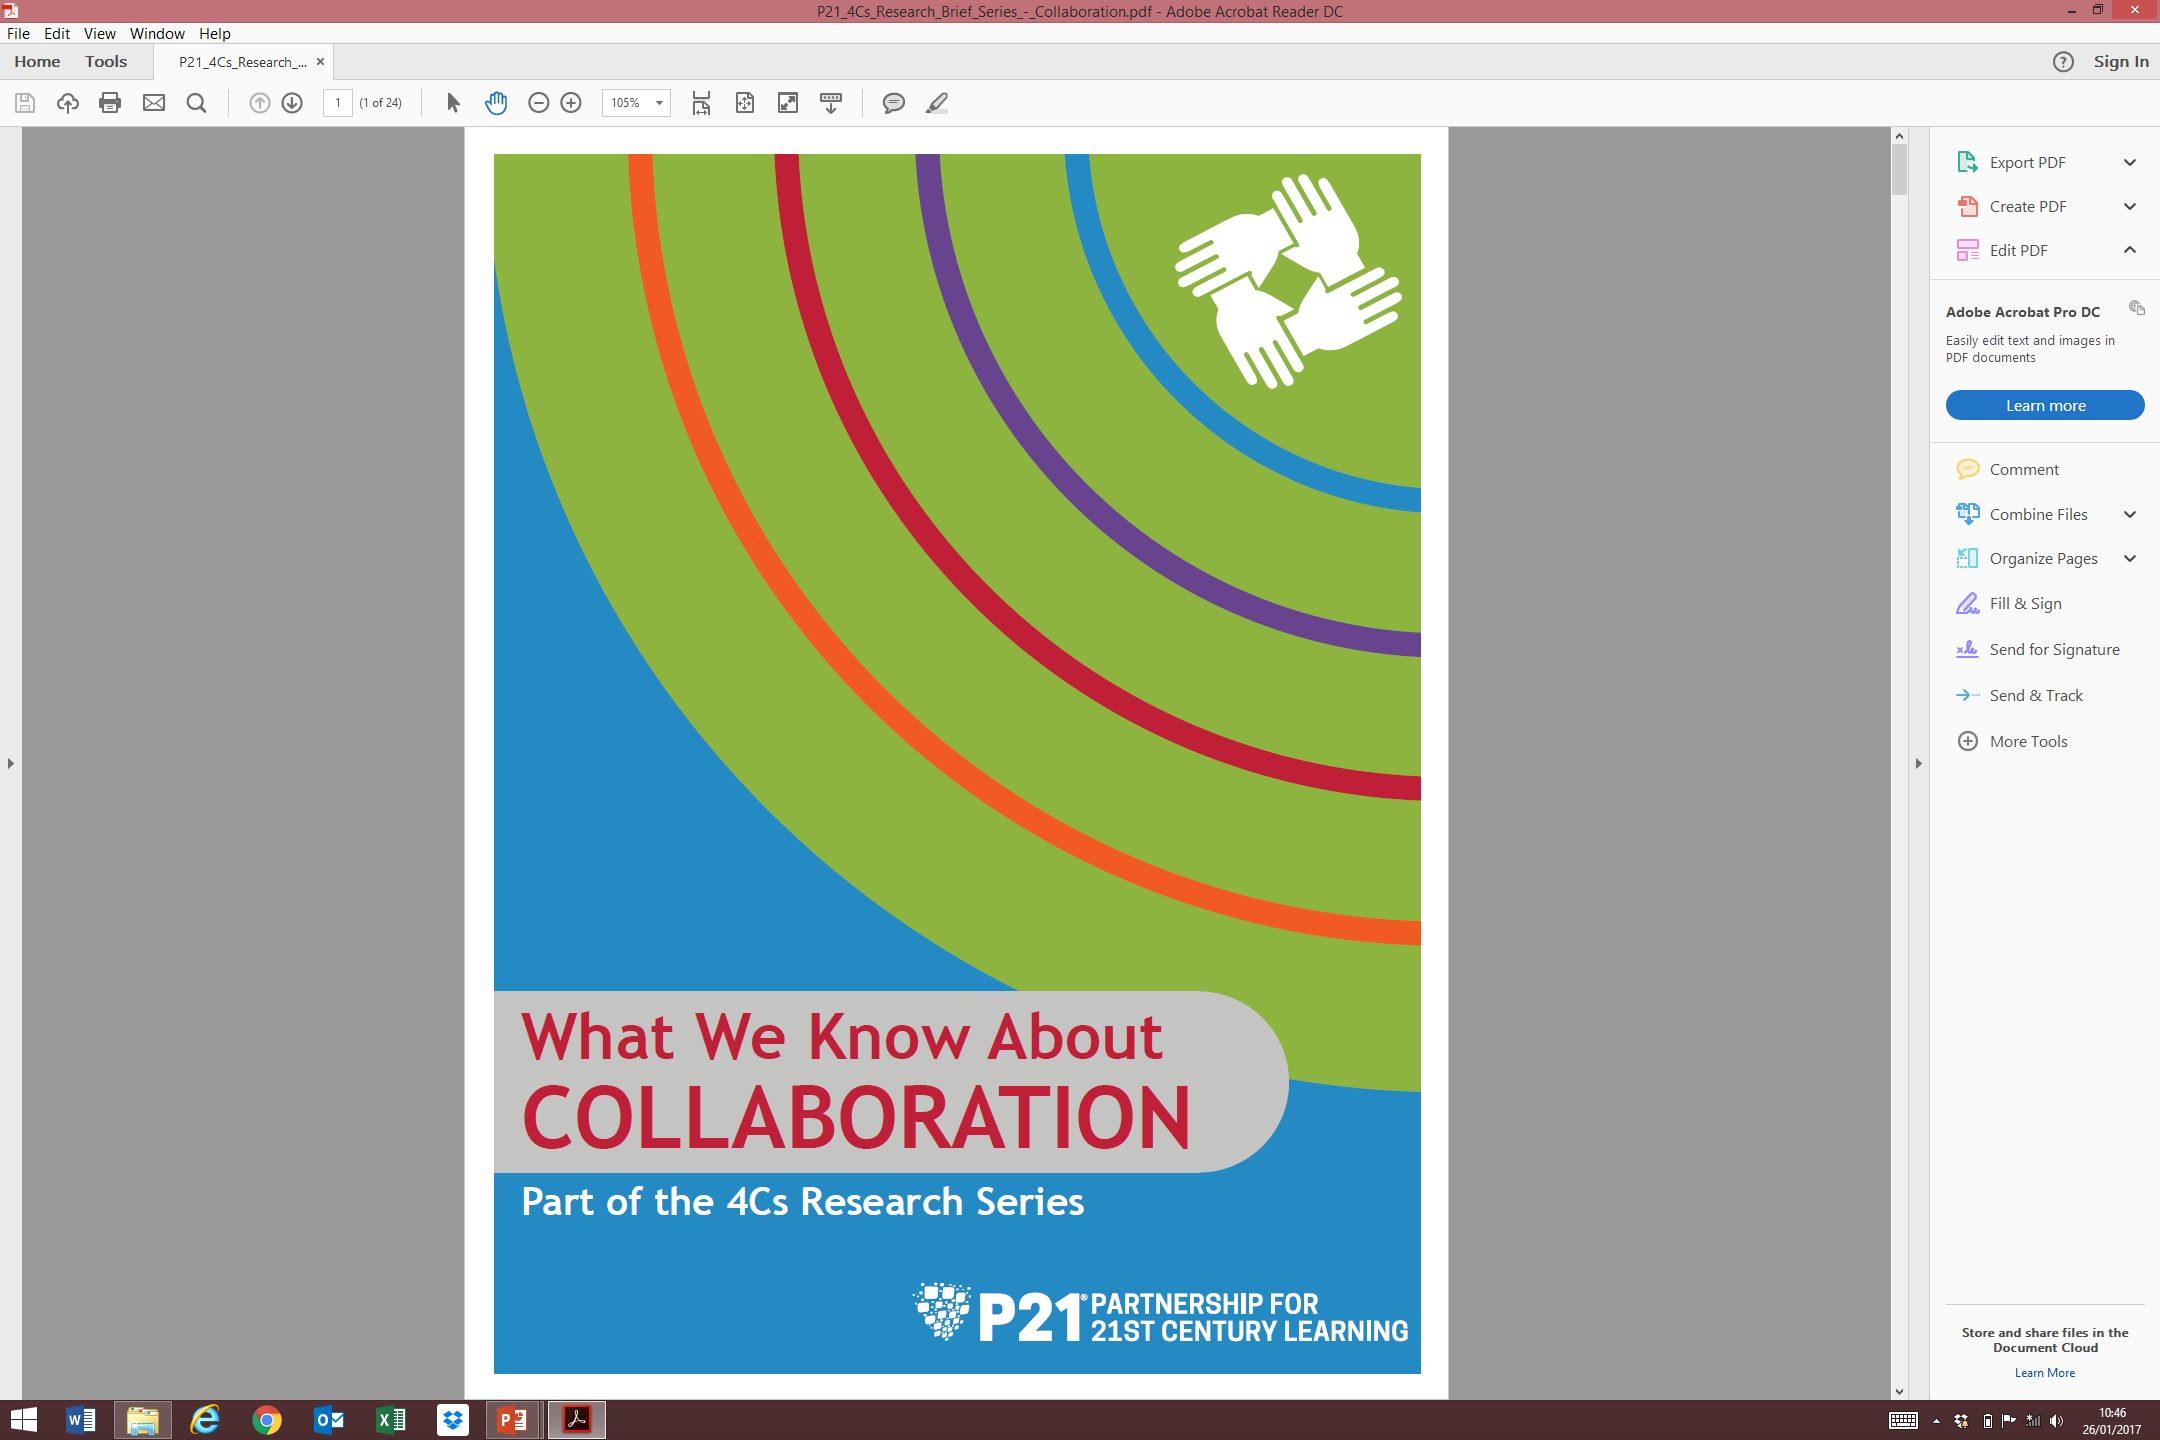 P21_4Cs_Research_Brief_Series_-_Collaboration.pdf - Adobe Acrobat Reader DC
File Edit View Window Help
Home Tools P21_4Cs_Research_... × ? Sign In
1 (1 of 24) 105%
Export PDF
Create PDF
Edit PDF
Adobe Acrobat Pro DC
Easily edit text and images in
PDF documents
Learn more
Comment
Combine Files
Organize Pages
Fill & Sign
Send for Signature
Send & Track
More Tools
Store and share files in the
Document Cloud
Learn More
What We Know About
COLLABORATION
Part of the 4Cs Research Series
P21® PARTNERSHIP FOR
21ST CENTURY LEARNING
10:46
26/01/2017